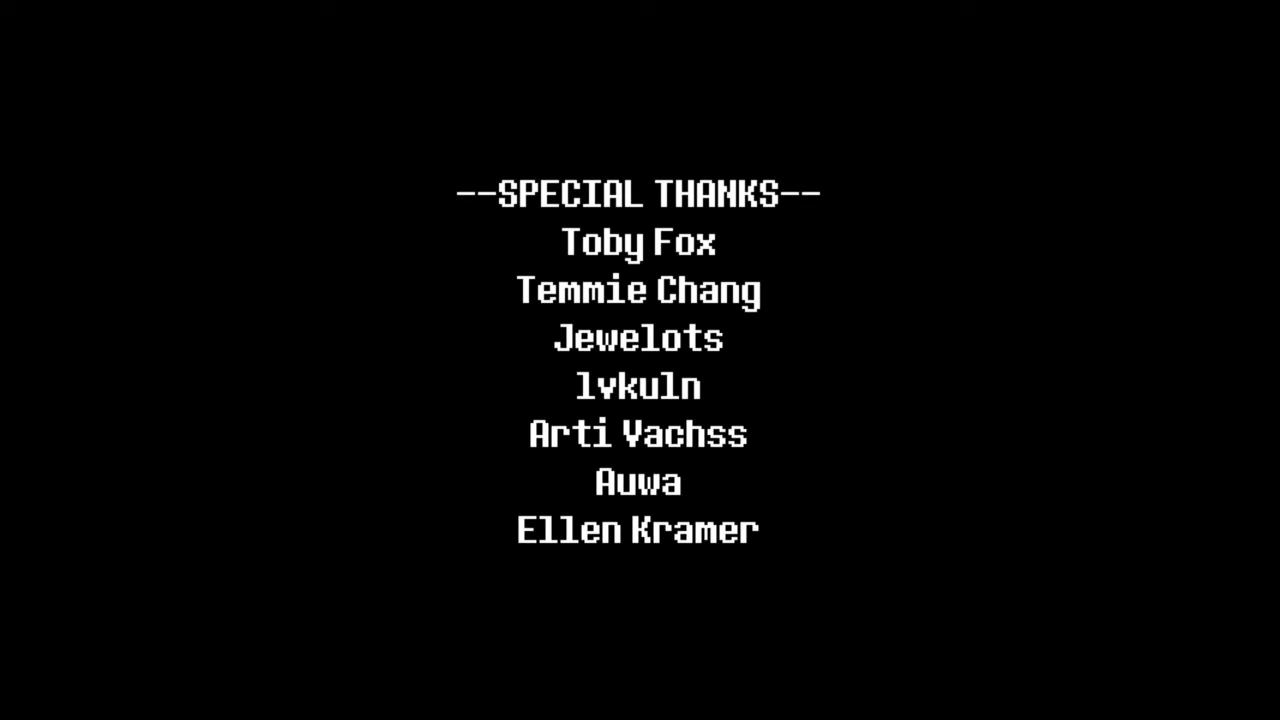 --SPECIAL THANKS--
Toby Fox
Temmie Chang
Jewelots
lvkuln
Arti Vachss
Auwa
Ellen Kramer